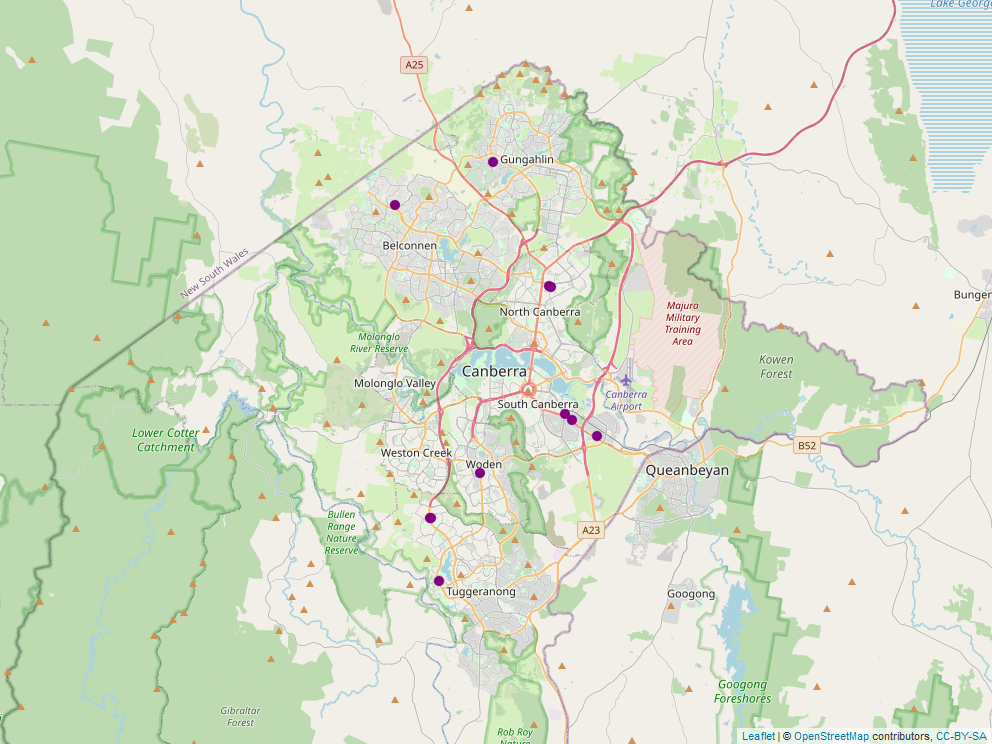 Lake George
A25
Gungahlin
Belconnen
New South Wales
Bungen
Majura
Military
Training
Area
North Canberra
Molonglo
River Reserve
Kowen
Forest
Canberra
Molonglo Valley
Canberra
Airport
South Canberra
Lower Cotter
Catchment
B52
Weston Creek
Woden
Queanbeyan
Bullen
Range
Nature
Reserve
A23
Tuggeranong
Googong
Googong
Foreshores
Gibraltar
Forest
Rob Roy
Nature
Leaflet | © OpenStreetMap contributors, CC-BY-SA